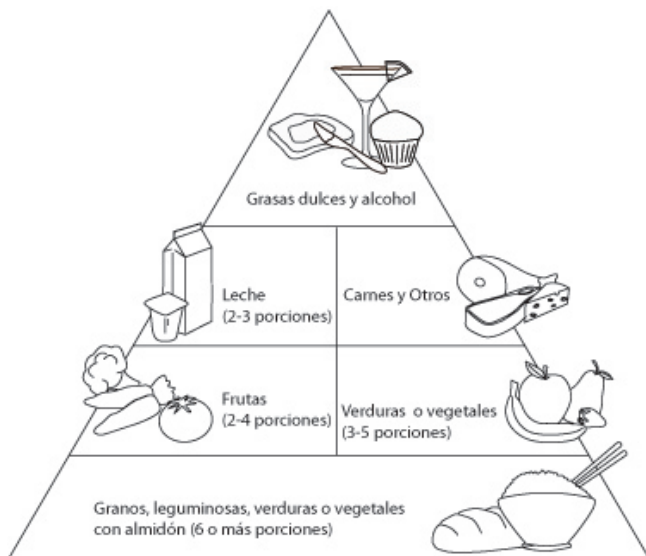 Grasas dulces y alcohol
Leche
(2-3 porciones)
Carnes y Otros
Frutas
(2-4 porciones)
Verduras o vegetales
(3-5 porciones)
Granos, leguminosas, verduras o vegetales
con almidón (6 o más porciones)